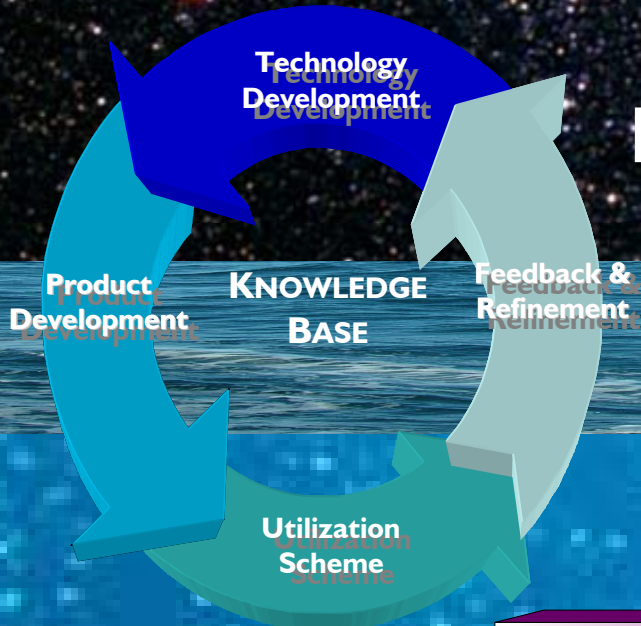 Technology
Development
Product
Development
KNOWLEDGE
BASE
Feedback &
Refinement
Utilization
Scheme